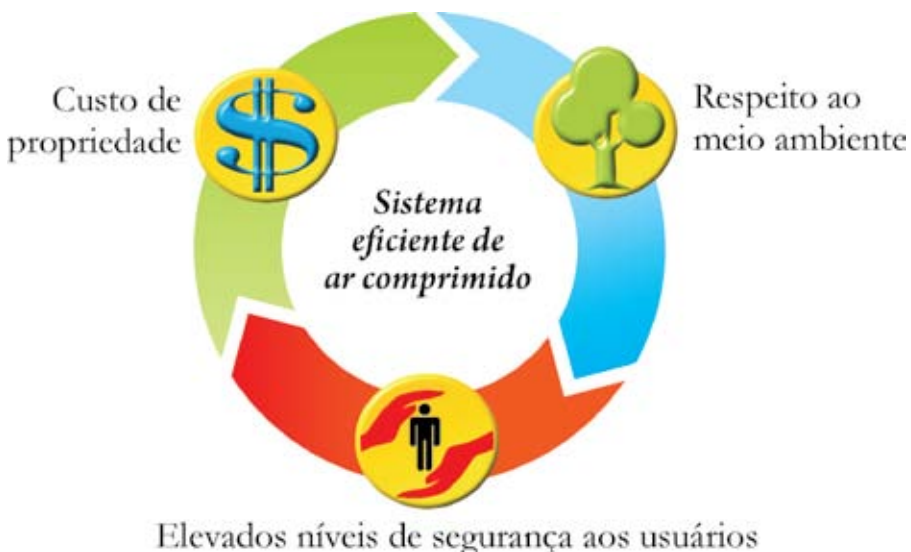 Custo de
propriedade
Respeito ao
meio ambiente
Sistema
eficiente de
ar comprimido
Elevados níveis de segurança aos usuários